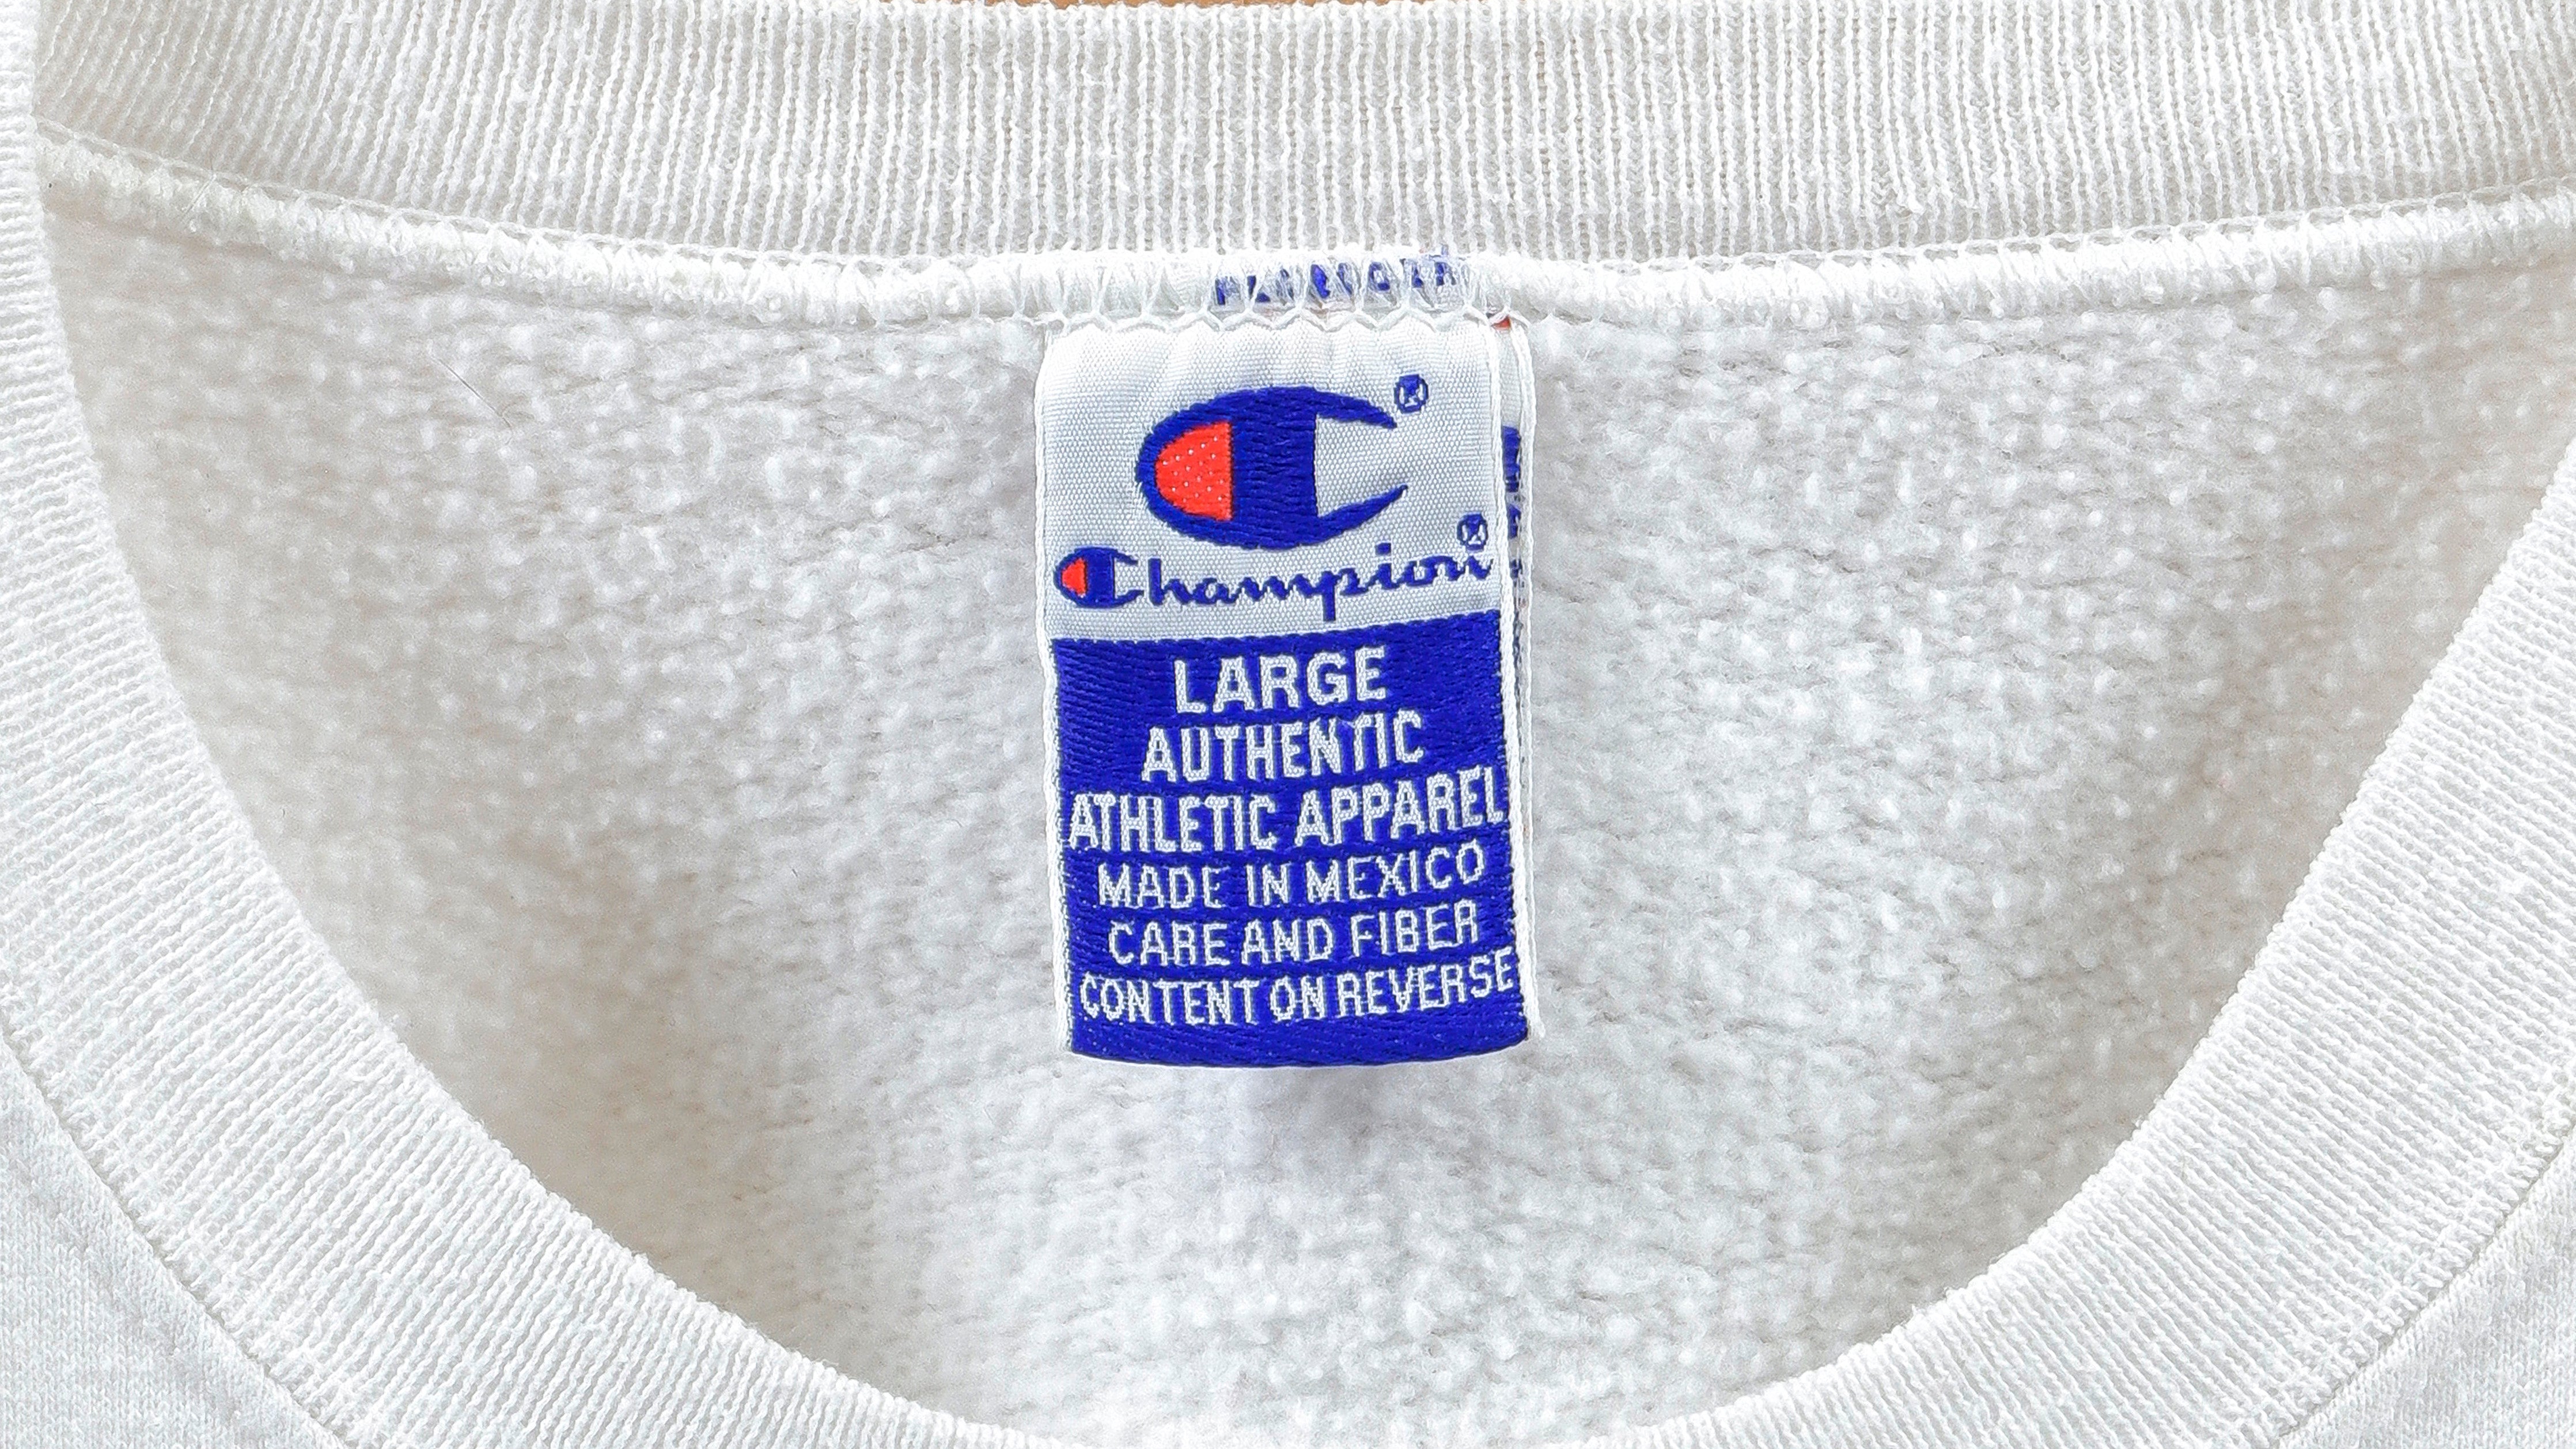 Champion
LARGE
AUTHENTIC
ATHLETIC APPAREL
MADE IN MEXICO
CARE AND FIBER
CONTENT ON REVERSE